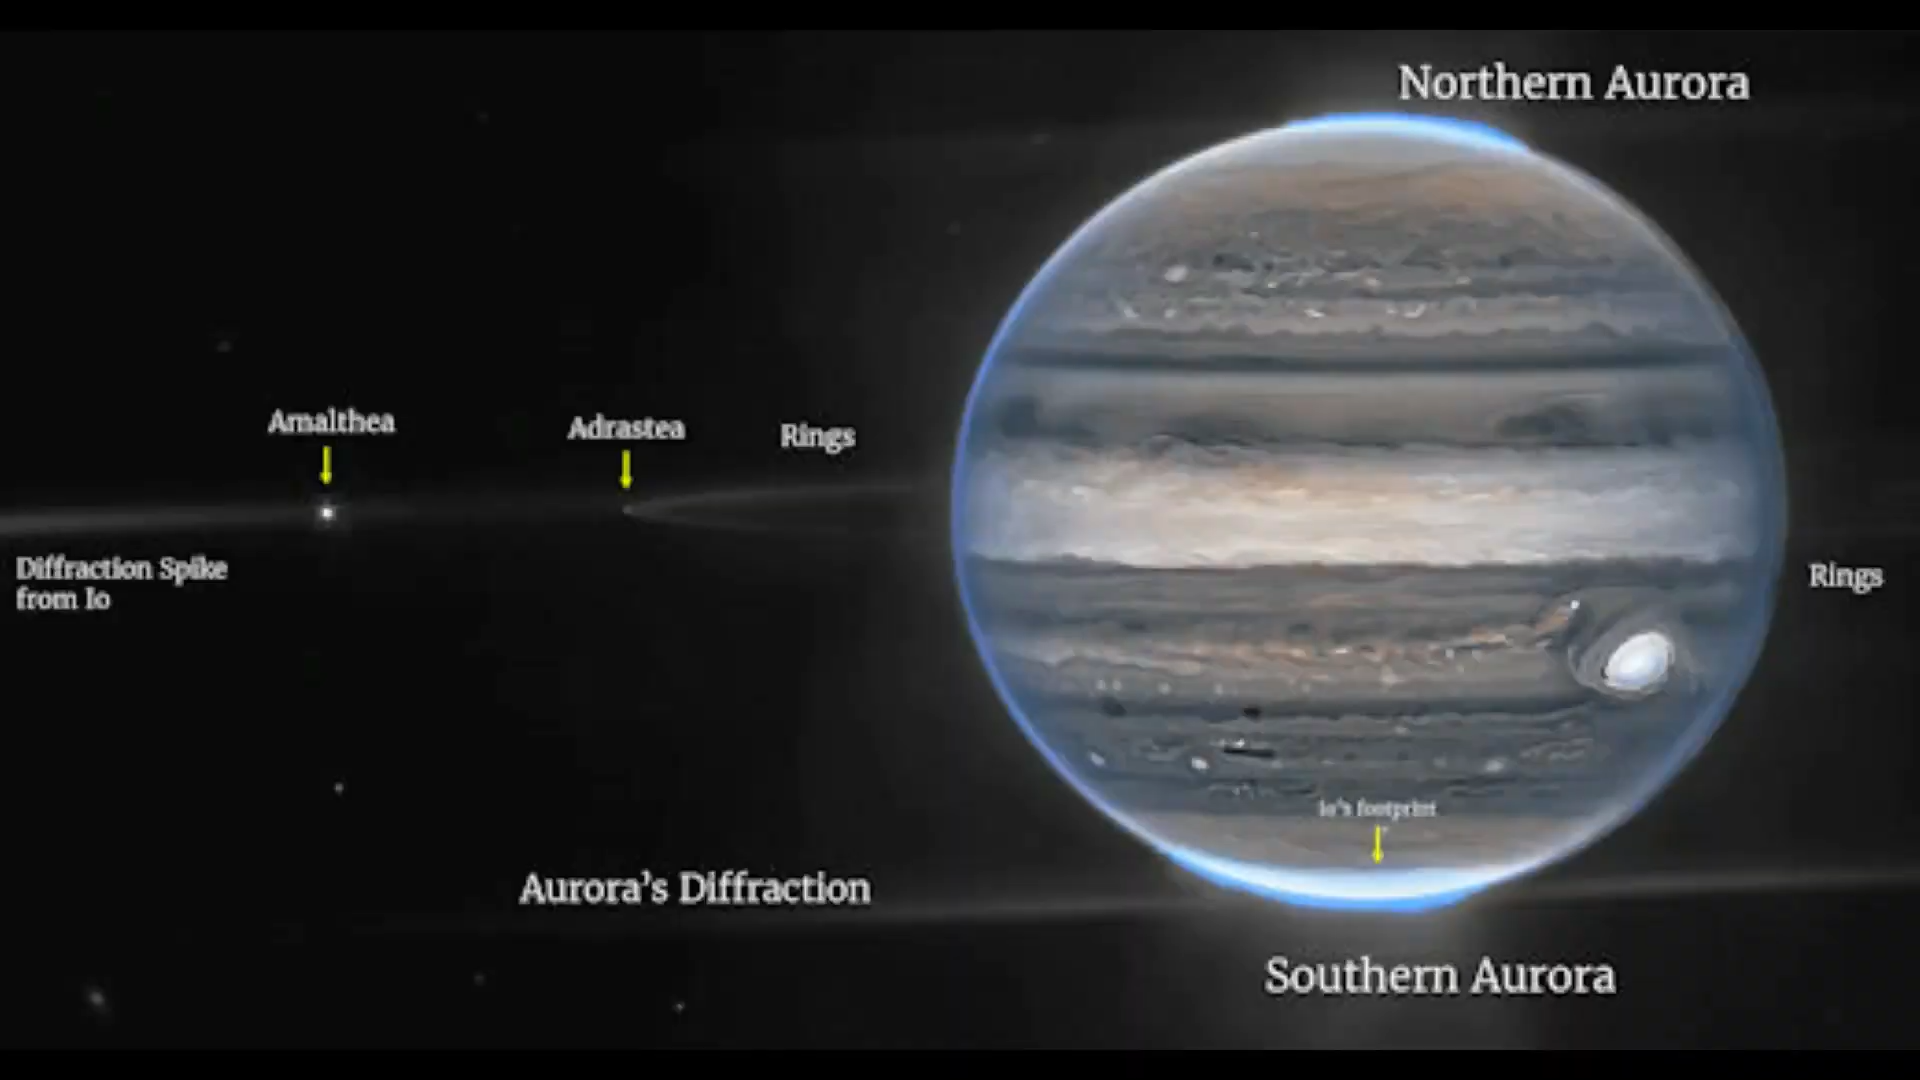 Northern Aurora
Amalthea
Adrastea
Rings
Diffraction Spike
from Io
Rings
Io's footprint
Aurora's Diffraction
Southern Aurora